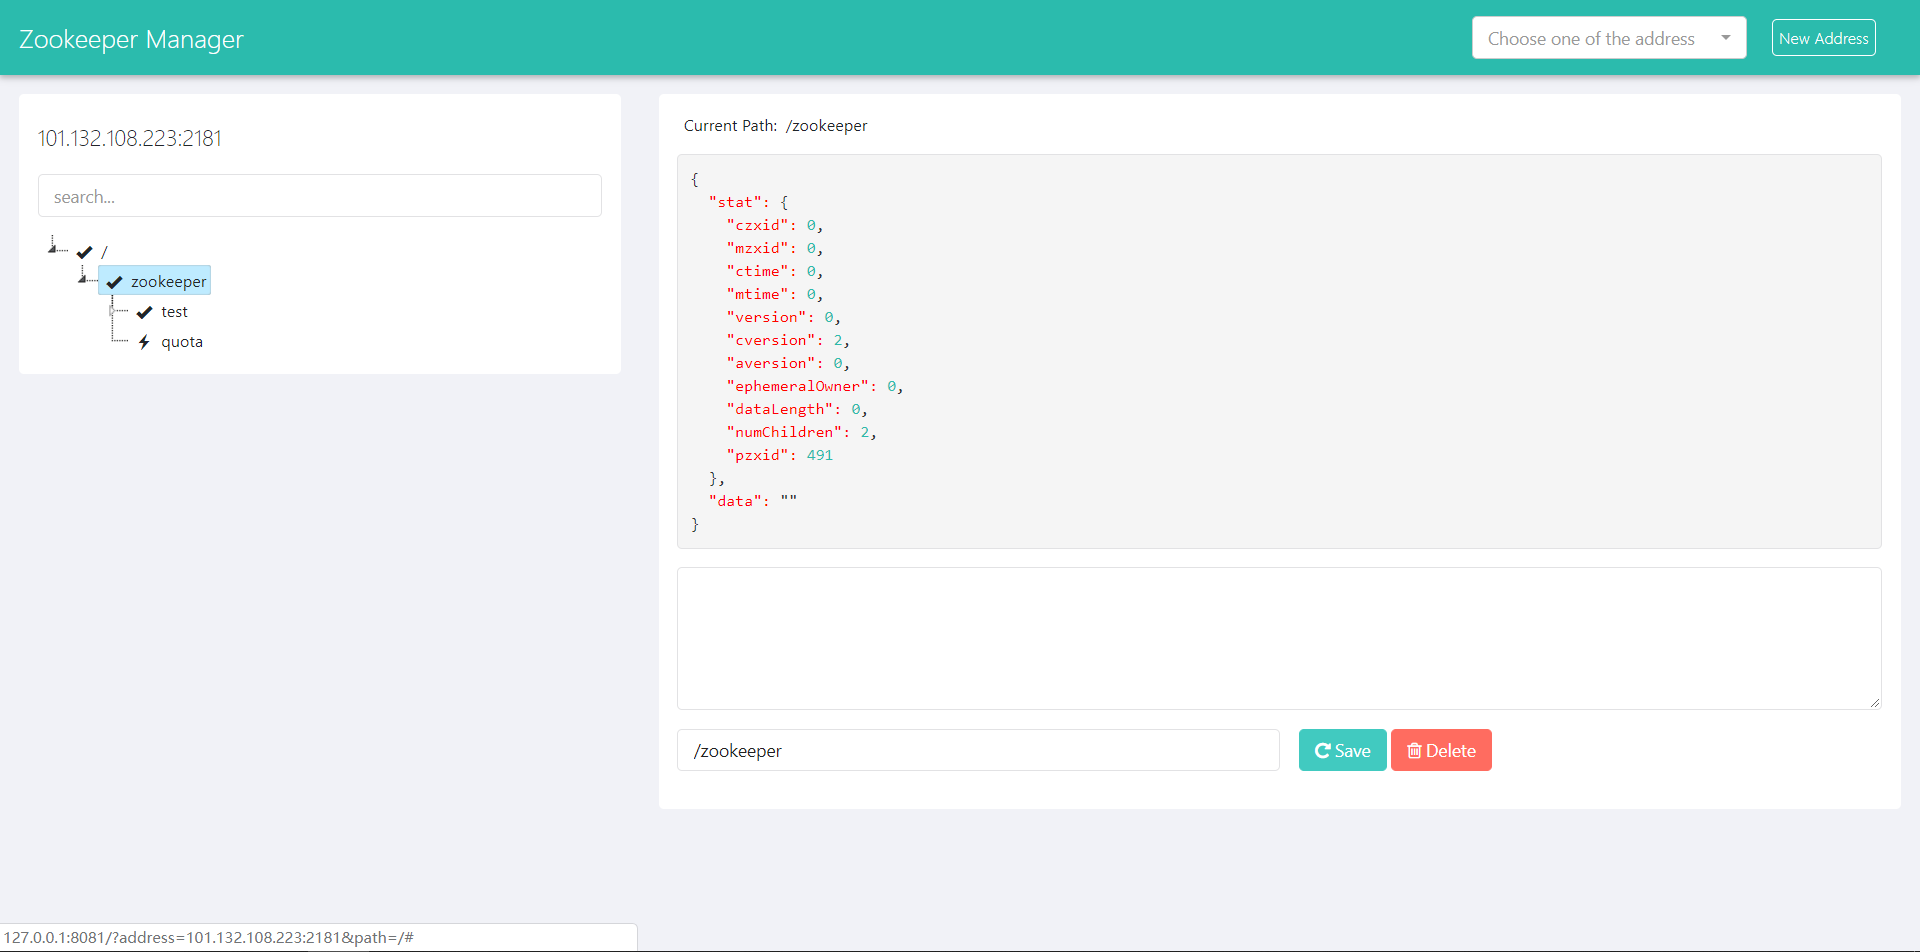 Zookeeper Manager
Choose one of the address
New Address
101.132.108.223:2181
search...
/
zookeeper
test
quota
Current Path: /zookeeper
{
"stat": {
"czxid": 0,
"mzxid": 0,
"ctime": 0,
"mtime": 0,
"version": 0,
"cversion": 2,
"aversion": 0,
"ephemeralOwner": 0,
"dataLength": 0,
"numChildren": 2,
"pzxid": 491
},
"data": ""
}
/zookeeper
Save
Delete
127.0.0.1:8081/?address=101.132.108.223:2181&path=/#